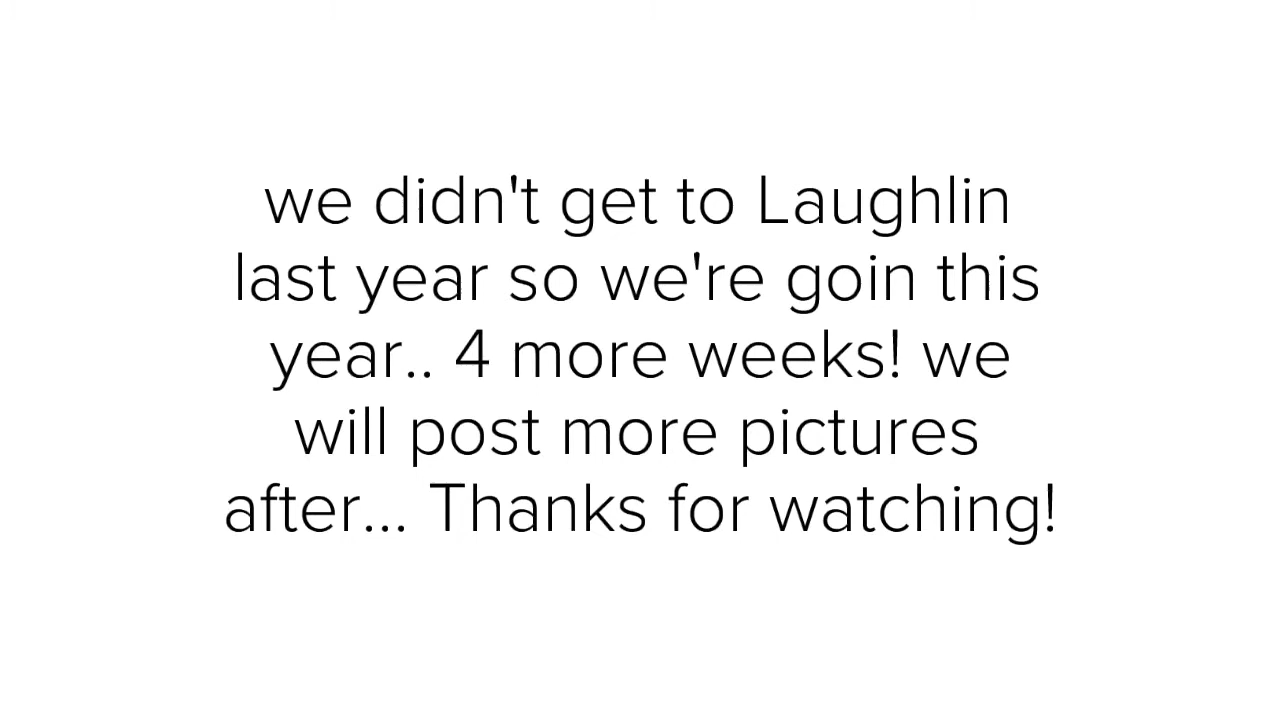 we didn't get to Laughlin
last year so we're goin this
year.. 4 more weeks! we
will post more pictures
after... Thanks for watching!